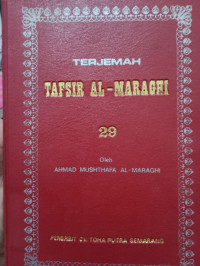 TERJEMAH
TAFSIR AL-MARAGHI
29
Oleh
AHMAD MUSHTHAFA AL-MARAGHI
PENERBIT CV. TOHA PUTRA SEMARANG